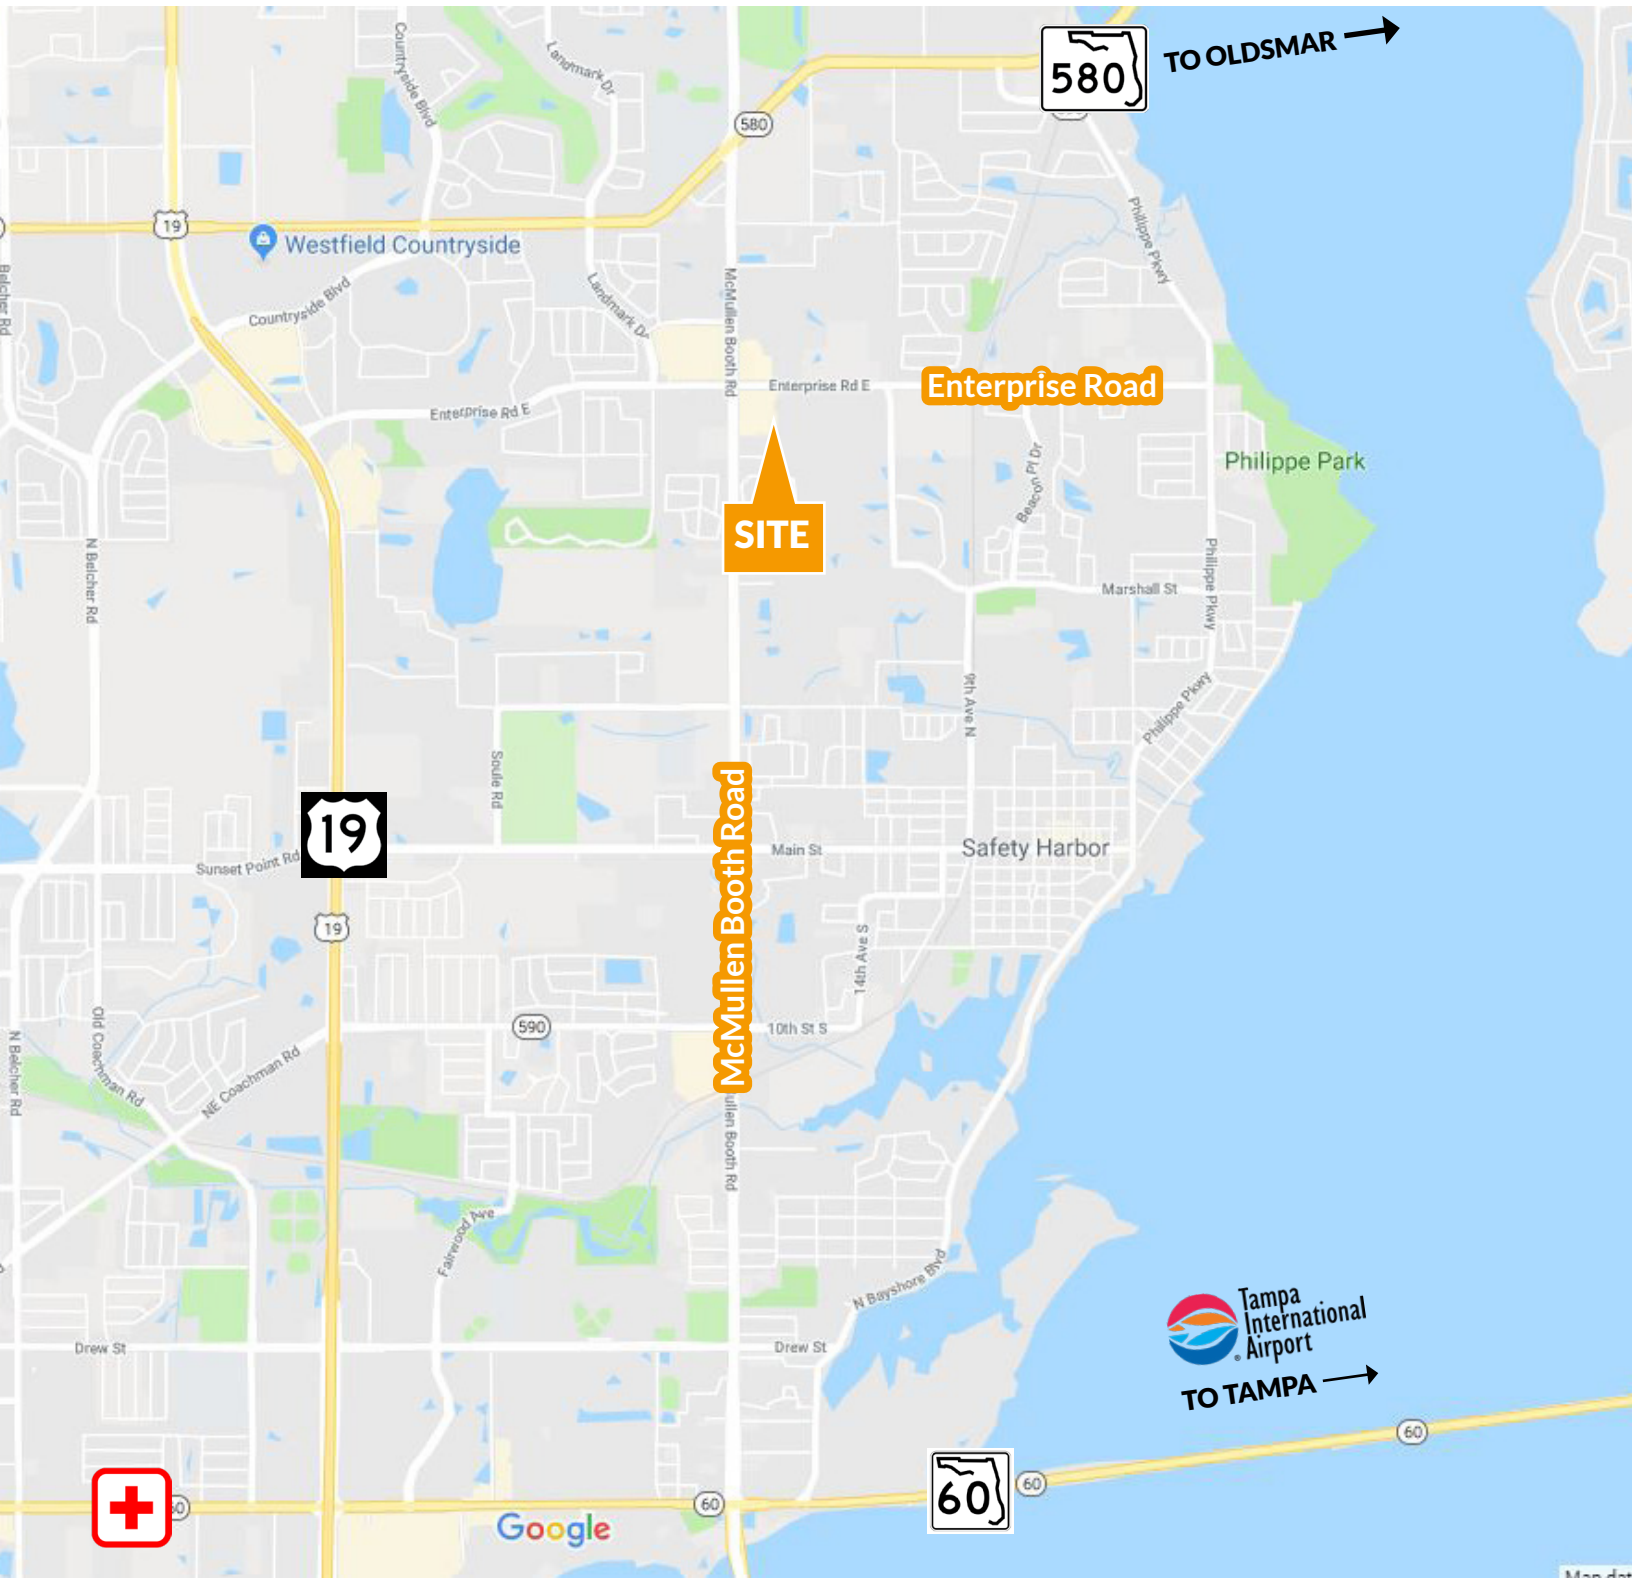 580
TO OLDSMAR
Countryside Blvd
Landmark Dr
580
19
Westfield Countryside
Philippe Pkwy
Belcher Rd
Countryside Blvd
Landmark Dr
McMullen Booth Rd
Enterprise Rd E
Enterprise Road
Enterprise Rd E
Philippe Park
Beacon Pl Dr
SITE
N Belcher Rd
Marshall St
Philippe Pkwy
9th Ave N
Philippe Pkwy
Soule Rd
McMullen Booth Road
19
Sunset Point Rd
Main St
Safety Harbor
19
14th Ave S
590
10th St S
Old Coachman Rd
N Belcher Rd
NE Coachman Rd
ullen Booth Rd
Fairwood Ave
N Bayshore Blvd
Tampa
International
Airport
®
Drew St
Drew St
TO TAMPA
60
60
60
60
60
Google